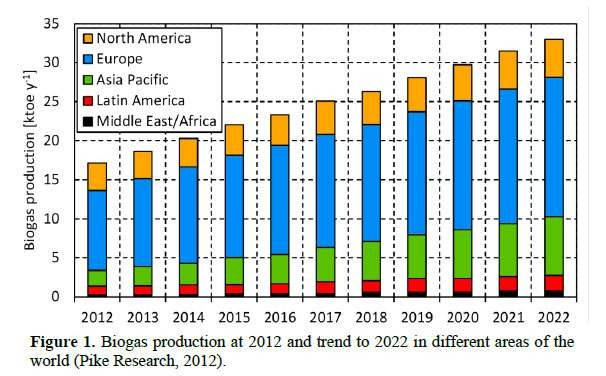 35
30
25
20
15
10
5
0
Biogas production [ktoe y-1]
North America
Europe
Asia Pacific
Latin America
Middle East/Africa
2012 2013 2014 2015 2016 2017 2018 2019 2020 2021 2022
Figure 1. Biogas production at 2012 and trend to 2022 in different areas of the
world (Pike Research, 2012).